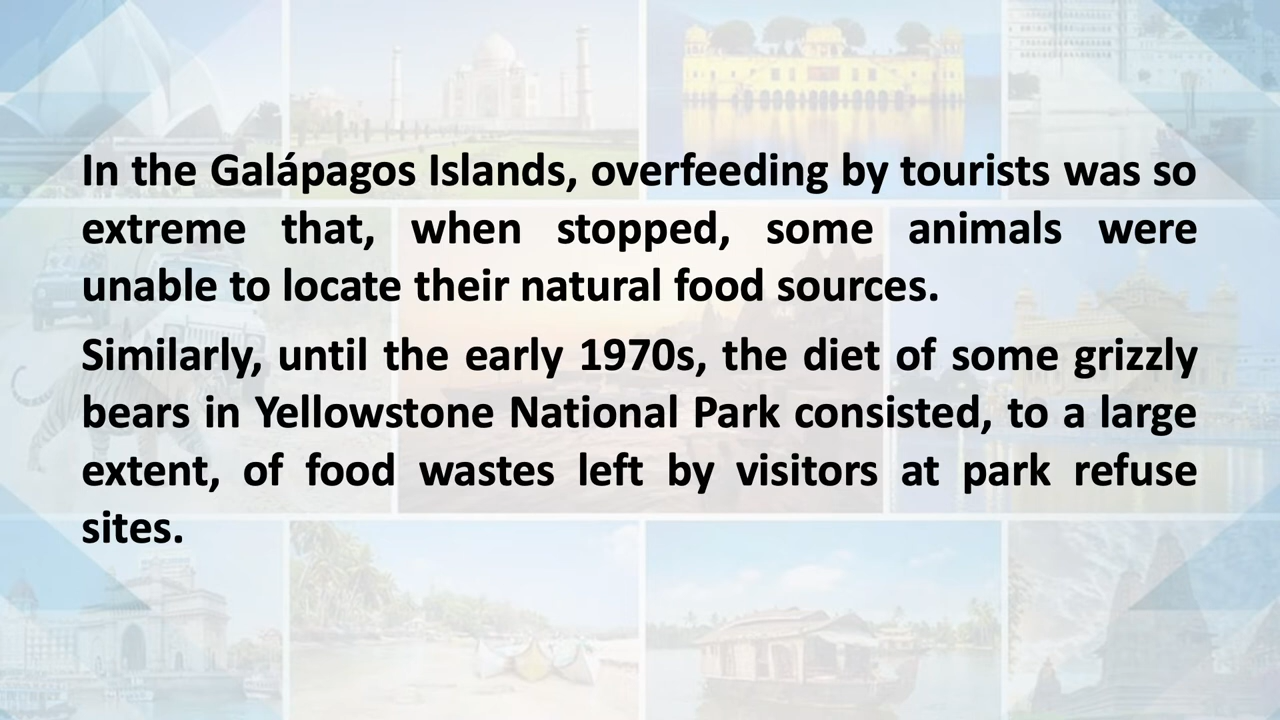 In the Galápagos Islands, overfeeding by tourists was so
extreme that, when stopped, some animals were
unable to locate their natural food sources.
Similarly, until the early 1970s, the diet of some grizzly
bears in Yellowstone National Park consisted, to a large
extent, of food wastes left by visitors at park refuse
sites.